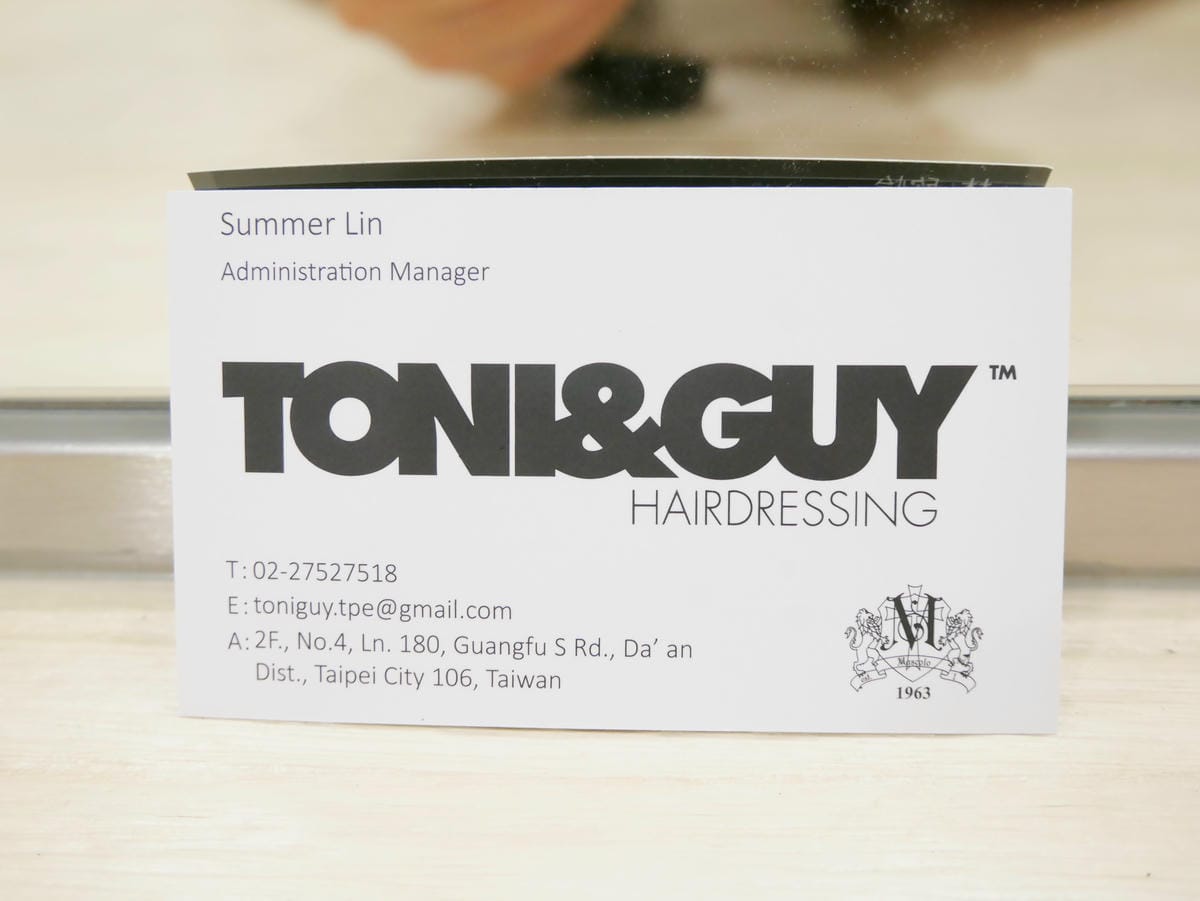 Summer Lin
Administration Manager
TONI&GUY™
HAIRDRESSING
T: 02-27527518
E: toniguy.tpe@gmail.com
A: 2F., No.4, Ln. 180, Guangfu S Rd., Da' an
Dist., Taipei City 106, Taiwan
Mascolo
1963